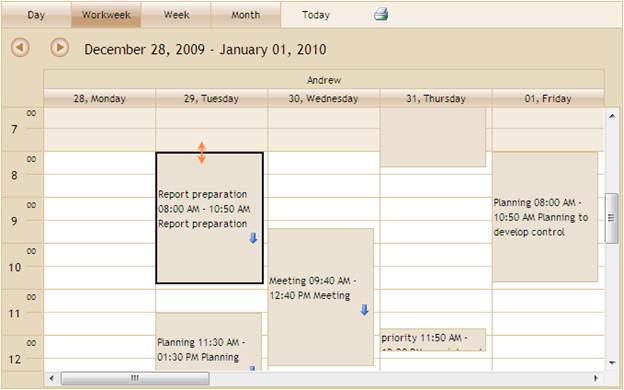 Day Workweek Week Month Today
December 28, 2009 - January 01, 2010
Andrew
28, Monday 29, Tuesday 30, Wednesday 31, Thursday 01, Friday
7 00
8 00
Report preparation
08:00 AM - 10:50 AM
Report preparation
Planning 08:00 AM -
10:50 AM Planning to
develop control
9 00
10 00
Meeting 09:40 AM -
12:40 PM Meeting
11 00
priority 11:50 AM -
12 00
Planning 11:30 AM -
01:30 PM Planning